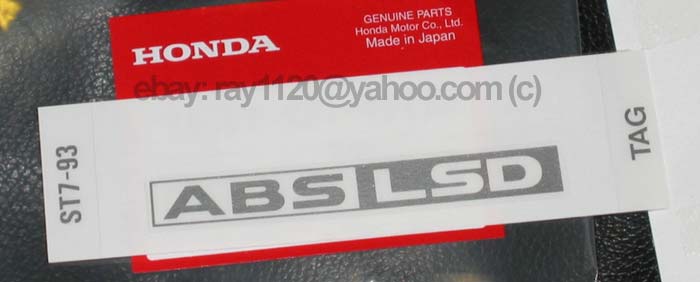 GENUINE PARTS
Honda Motor Co., Ltd.
Made in Japan
HONDA
ebay: ray1120@yahoo.com (c)
ST7-93
ABS LSD
TAG